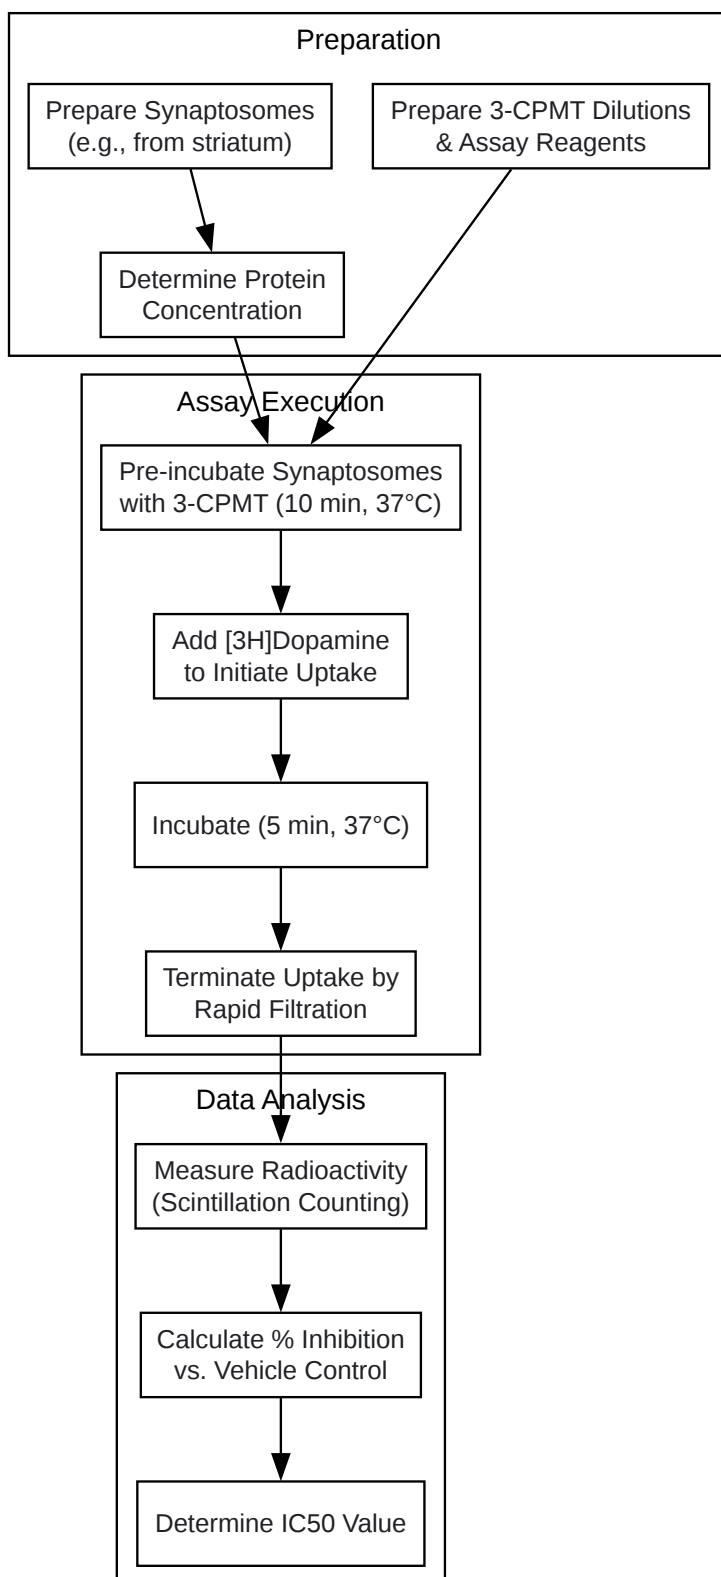 Preparation
Prepare Synaptosomes
(e.g., from striatum)
Prepare 3-CPMT Dilutions
& Assay Reagents
Determine Protein
Concentration
Assay Execution
Pre-incubate Synaptosomes
with 3-CPMT (10 min, 37°C)
Add [3H]Dopamine
to Initiate Uptake
Incubate (5 min, 37°C)
Terminate Uptake by
Rapid Filtration
Data Analysis
Measure Radioactivity
(Scintillation Counting)
Calculate % Inhibition
vs. Vehicle Control
Determine IC50 Value